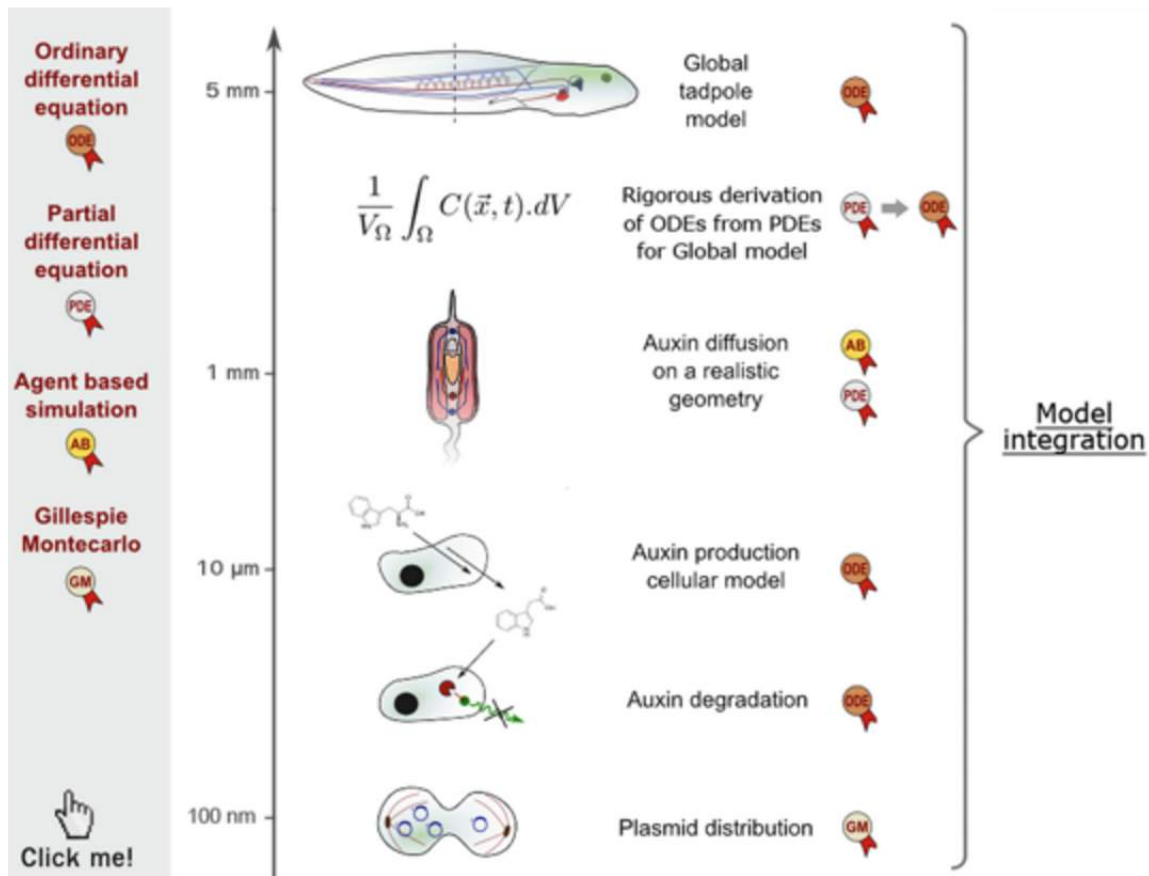 Ordinary
differential
equation
ODE
Partial
differential
equation
PDE
Agent based
simulation
AB
Gillespie
Montecarlo
GM
Click me!
5 mm
1 mm
10 µm
100 nm
Global
tadpole
model
ODE
1/V_Ω ∫_Ω C(x⃗,t).dV
Rigorous derivation
of ODEs from PDEs
for Global model
PDE ODE
Auxin diffusion
on a realistic
geometry
AB
PDE
Auxin production
cellular model
ODE
Auxin degradation
ODE
Plasmid distribution
GM
Model
integration